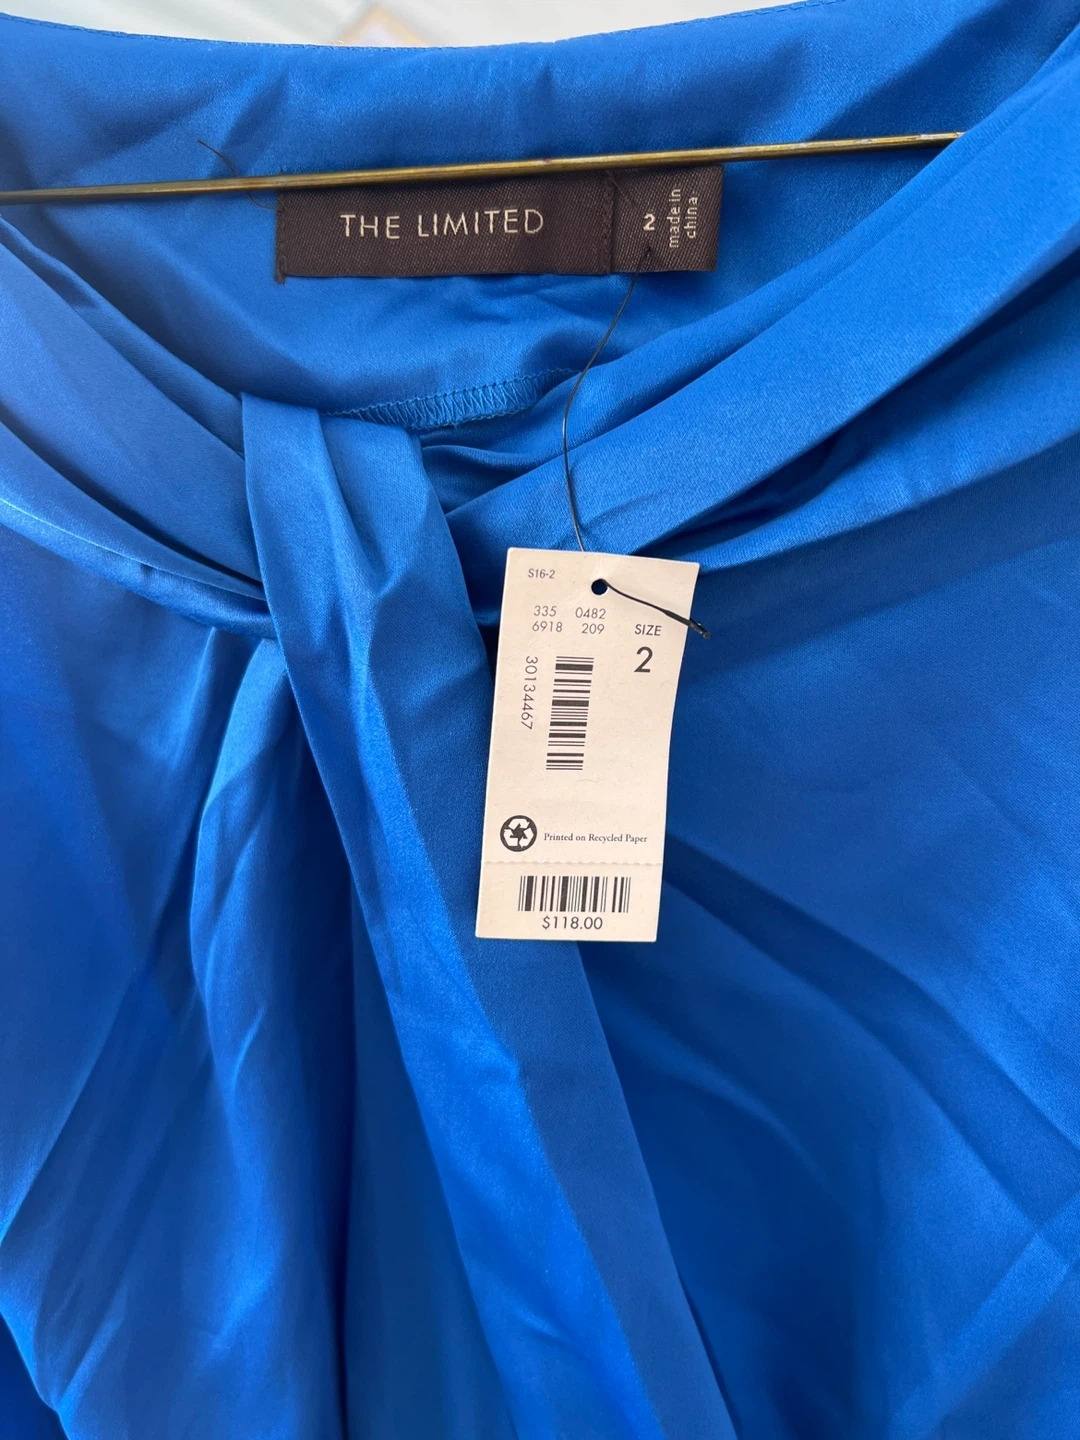 THE LIMITED
2
made in
china
S16-2
335 0482
6918 209
SIZE
2
30134467
Printed on Recycled Paper
$118.00